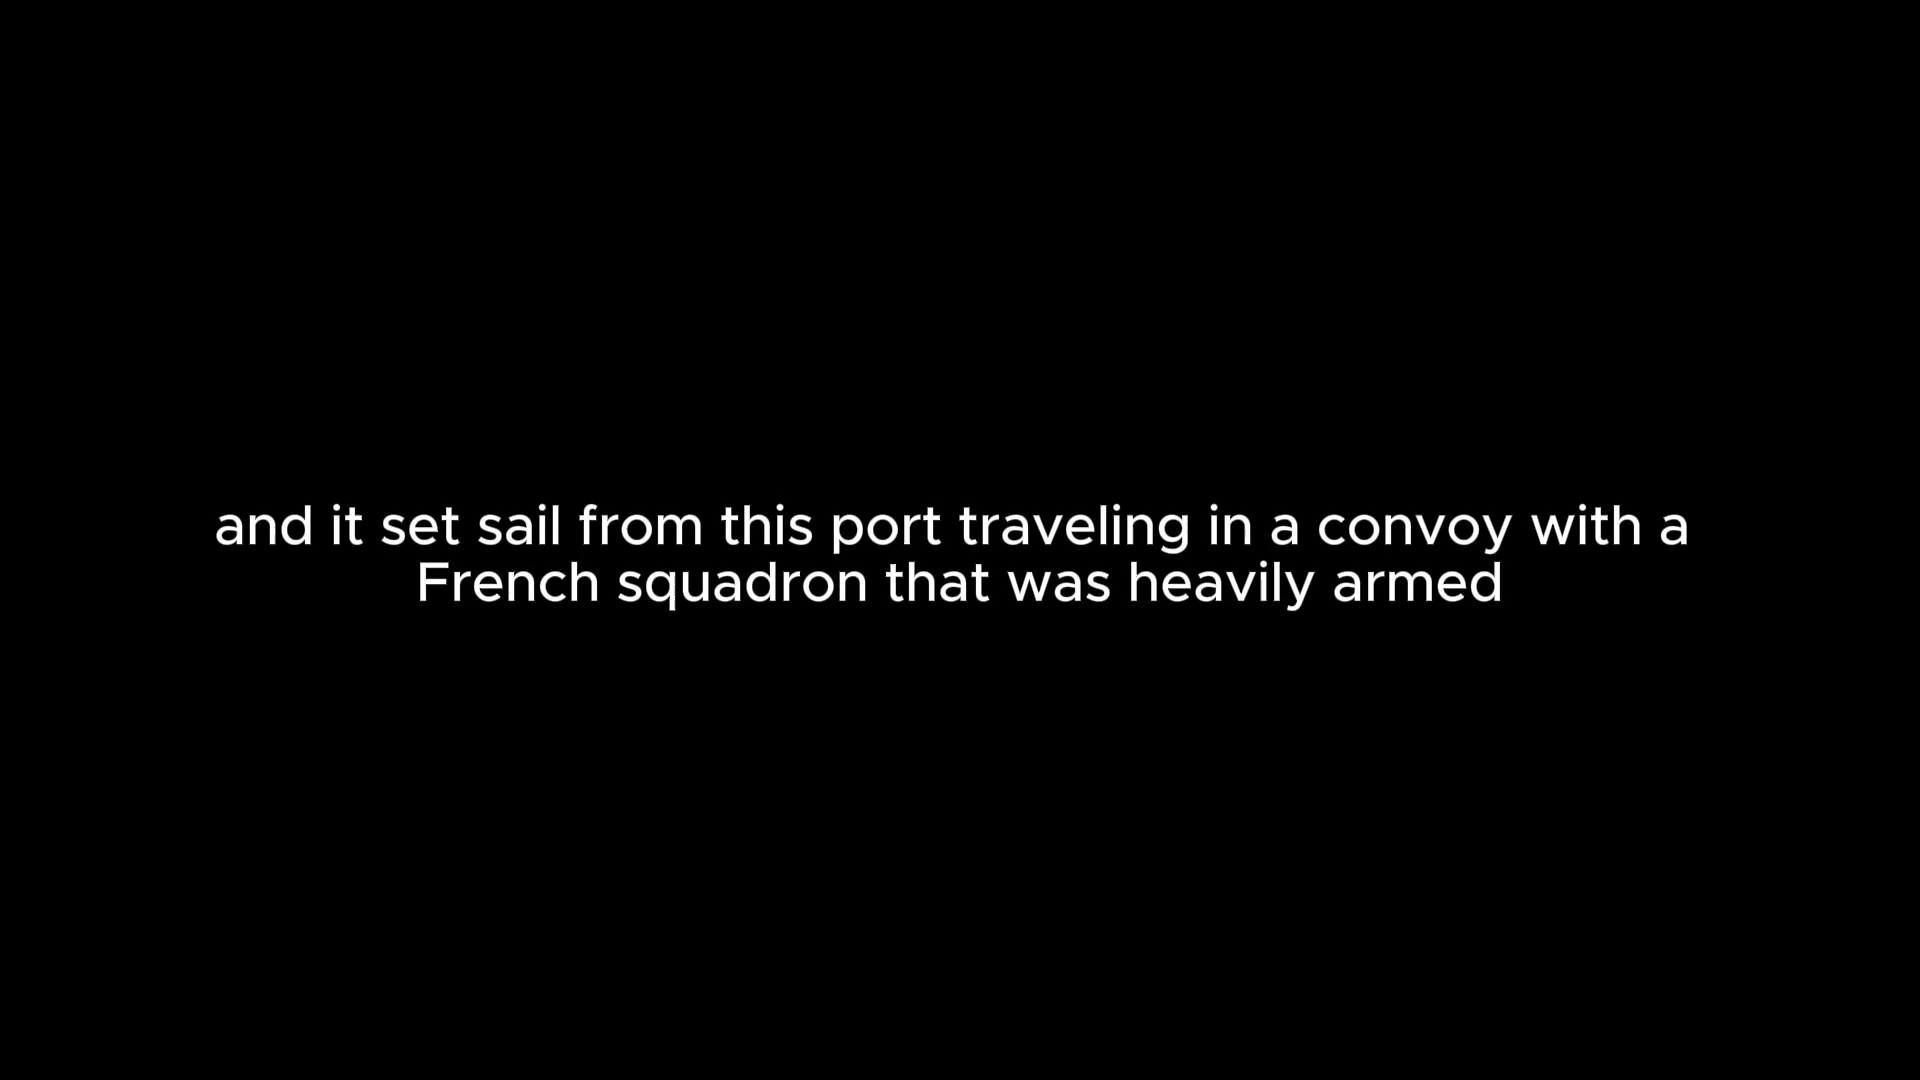 and it set sail from this port traveling in a convoy with a
French squadron that was heavily armed